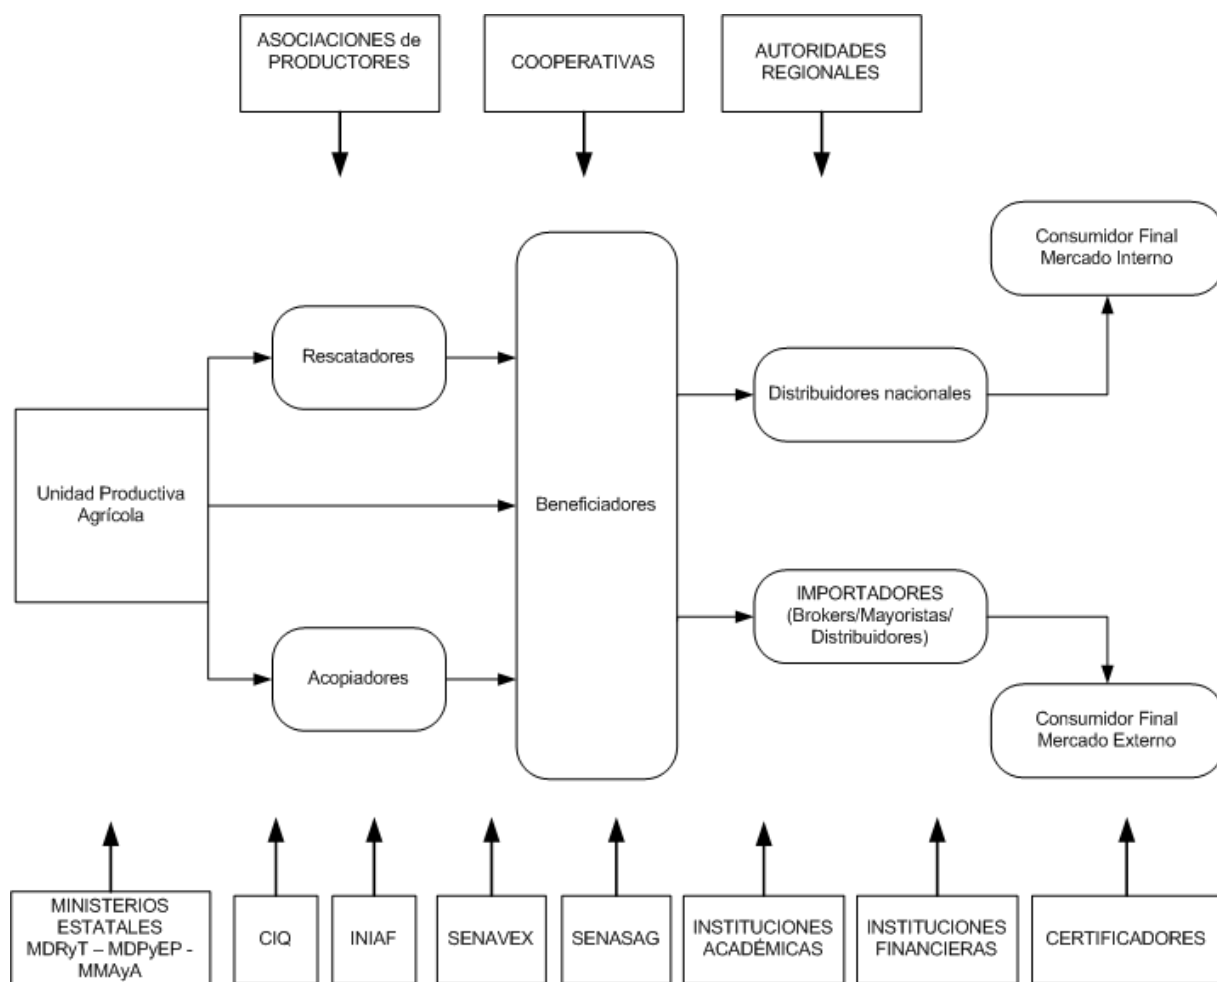 ASOCIACIONES de
PRODUCTORES
COOPERATIVAS
AUTORIDADES
REGIONALES
Consumidor Final
Mercado Interno
Rescatadores
Distribuidores nacionales
Unidad Productiva
Agrícola
Beneficiadores
IMPORTADORES
(Brokers/Mayoristas/
Distribuidores)
Acopiadores
Consumidor Final
Mercado Externo
MINISTERIOS
ESTATALES
MDRyT – MDPyEP -
MMAyA
CIQ
INIAF
SENAVEX
SENASAG
INSTITUCIONES
ACADÉMICAS
INSTITUCIONES
FINANCIERAS
CERTIFICADORES